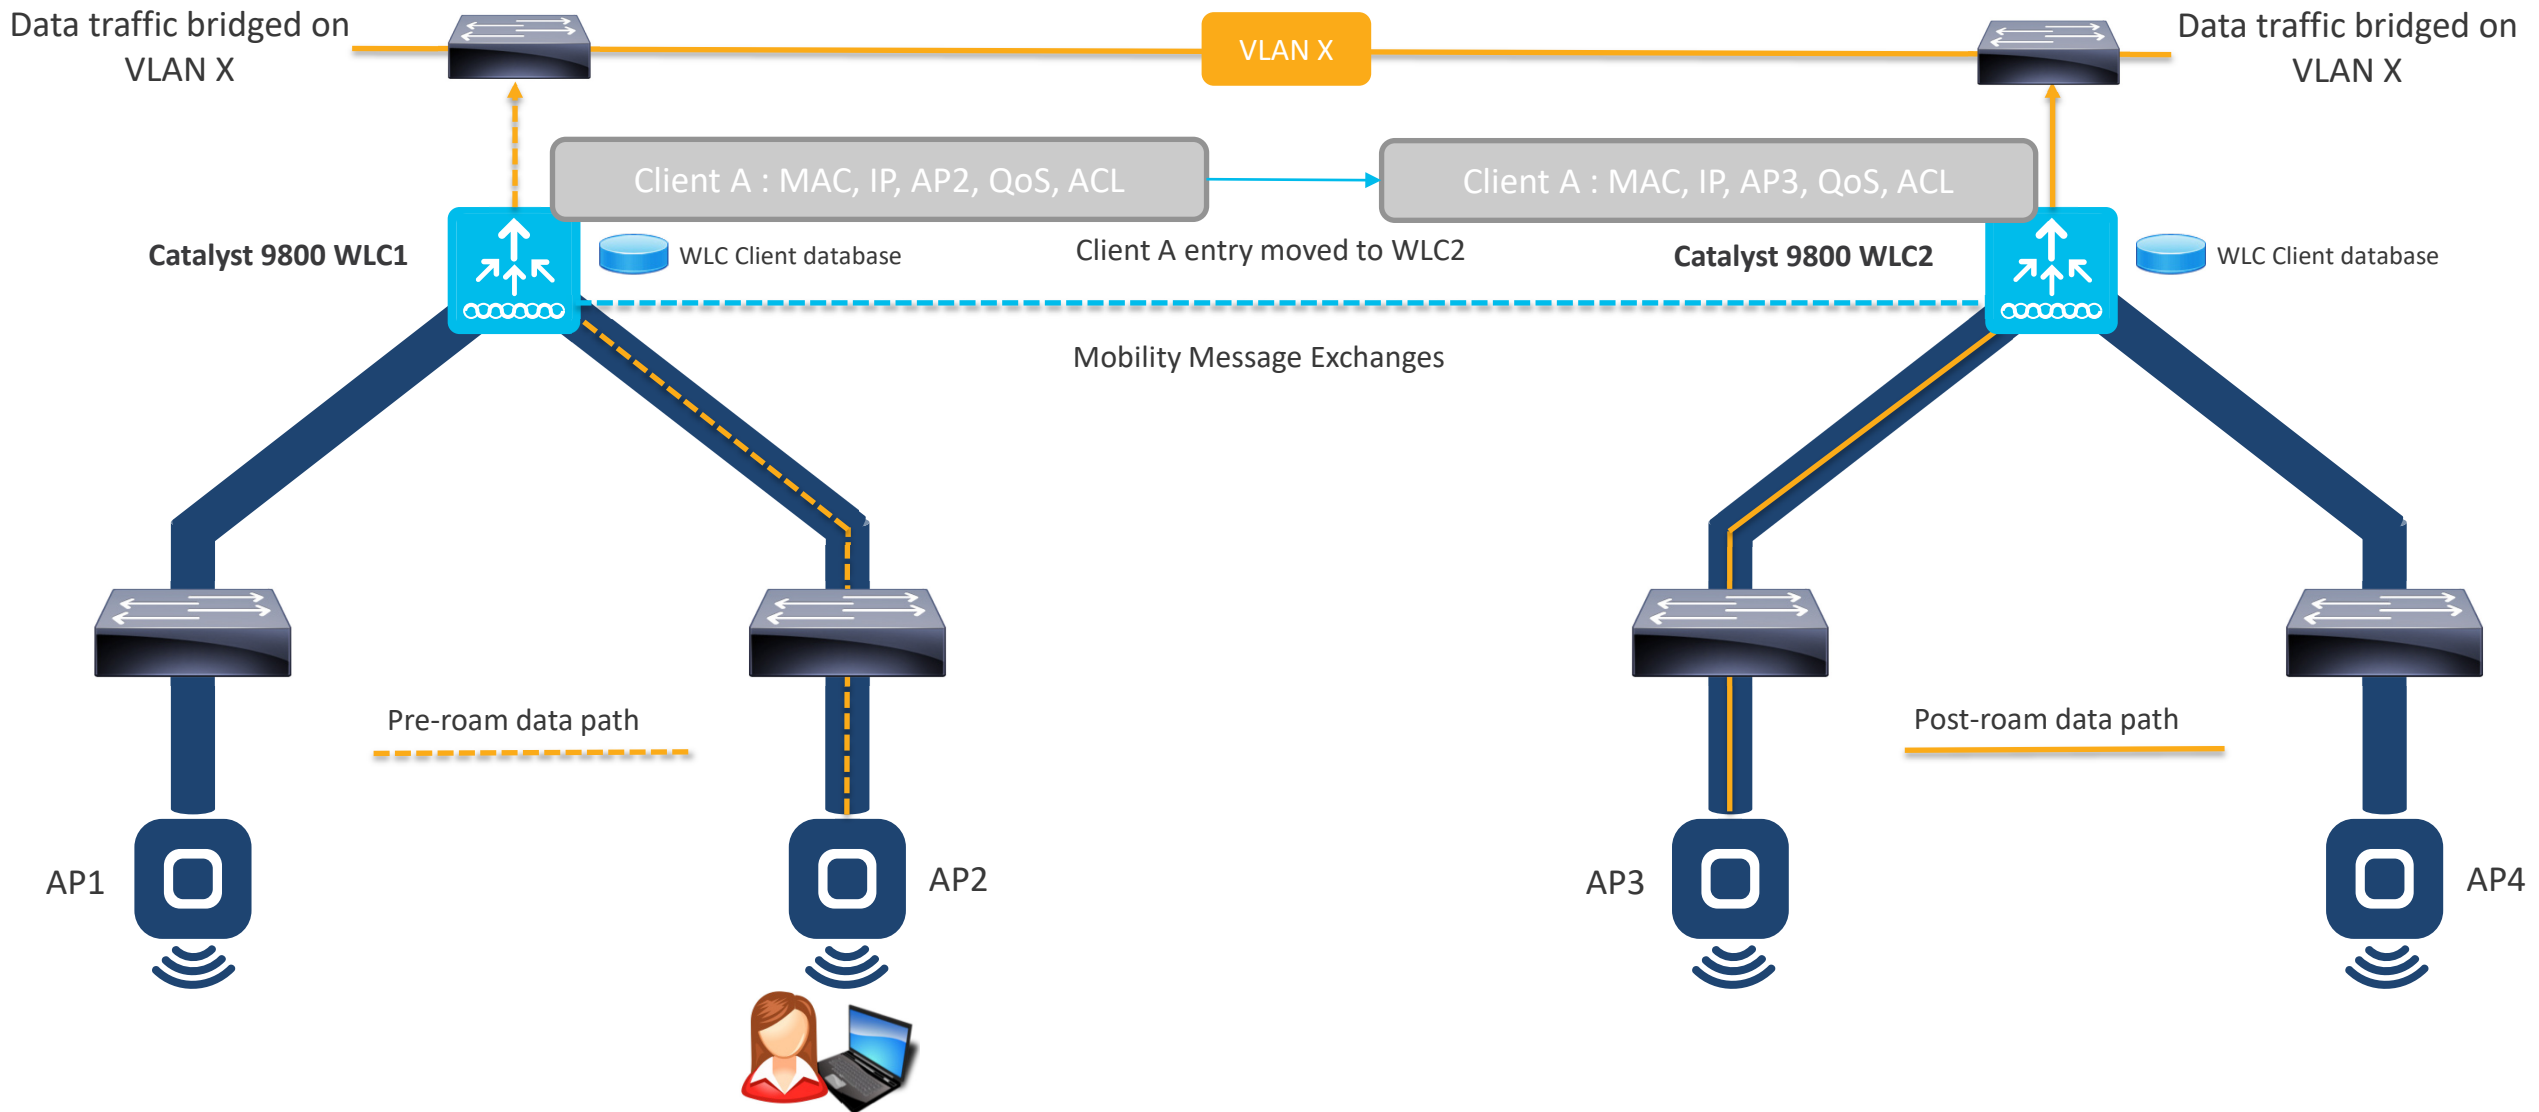 Data traffic bridged on
VLAN X
VLAN X
Data traffic bridged on
VLAN X
Client A : MAC, IP, AP2, QoS, ACL
Client A : MAC, IP, AP3, QoS, ACL
Catalyst 9800 WLC1
WLC Client database
Client A entry moved to WLC2
Catalyst 9800 WLC2
WLC Client database
Mobility Message Exchanges
Pre-roam data path
Post-roam data path
AP1
AP2
AP3
AP4